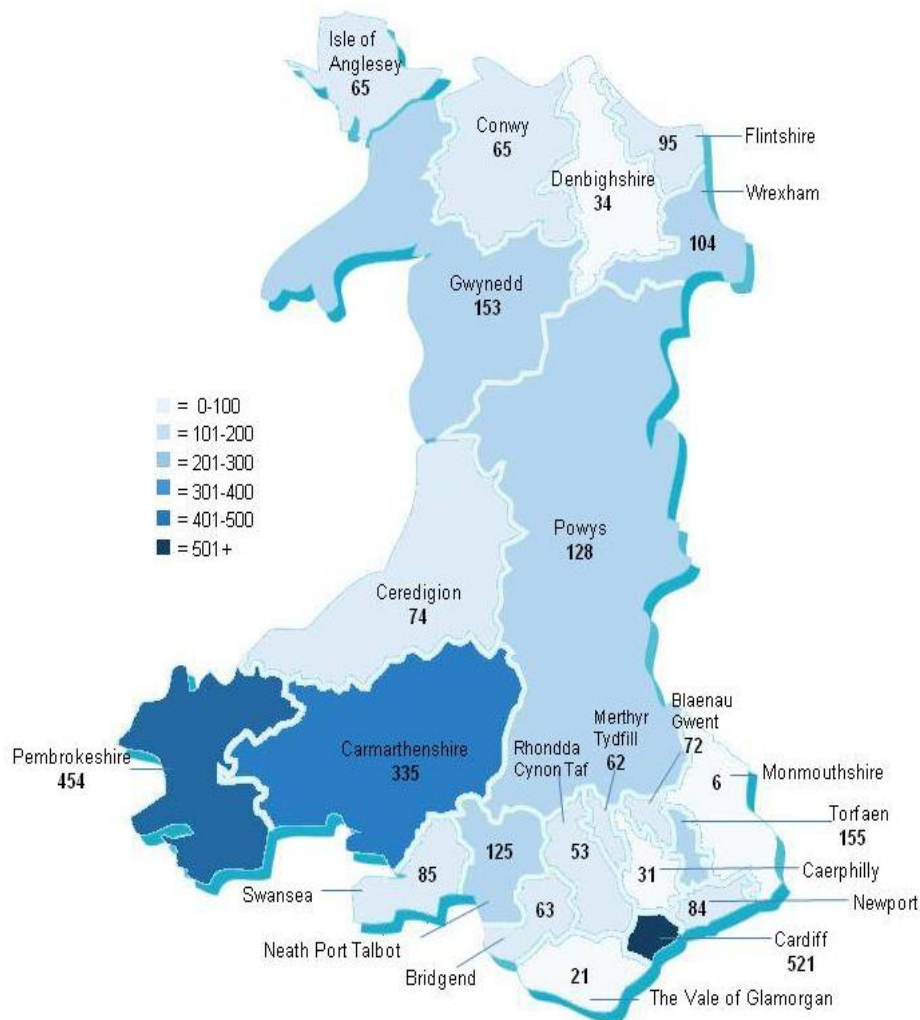 Isle of
Anglesey
65
Conwy
65
95
Flintshire
Denbighshire
34
Wrexham
104
Gwynedd
153
= 0-100
= 101-200
= 201-300
= 301-400
= 401-500
=501+
Powys
128
Ceredigion
74
Pembrokeshire
454
Carmarthenshire
335
Rhondda
Cynon Taf
53
Merthyr
Tydfill
62
Blaenau
Gwent
72
6
Monmouthshire
Torfaen
155
125
85
31
Caerphilly
Swansea
63
84
Newport
Neath Port Talbot
Cardiff
521
Bridgend
21
The Vale of Glamorgan